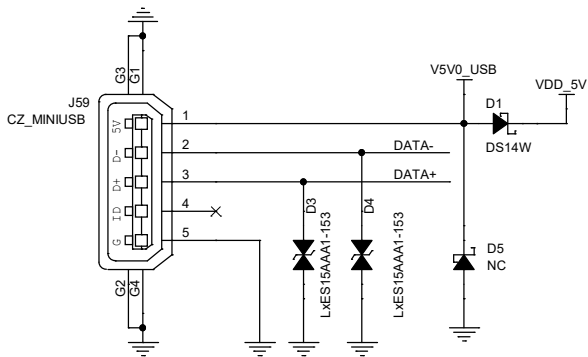 G3
G1
V5V0_USB
VDD_5V
J59
CZ_MINIUSB
D1
DS14W
5V
1
D-
2
DATA-
D+
3
DATA+
ID
4
G
5
D3
LxES15AAA1-153
D4
LxES15AAA1-153
D5
NC
G2
G4